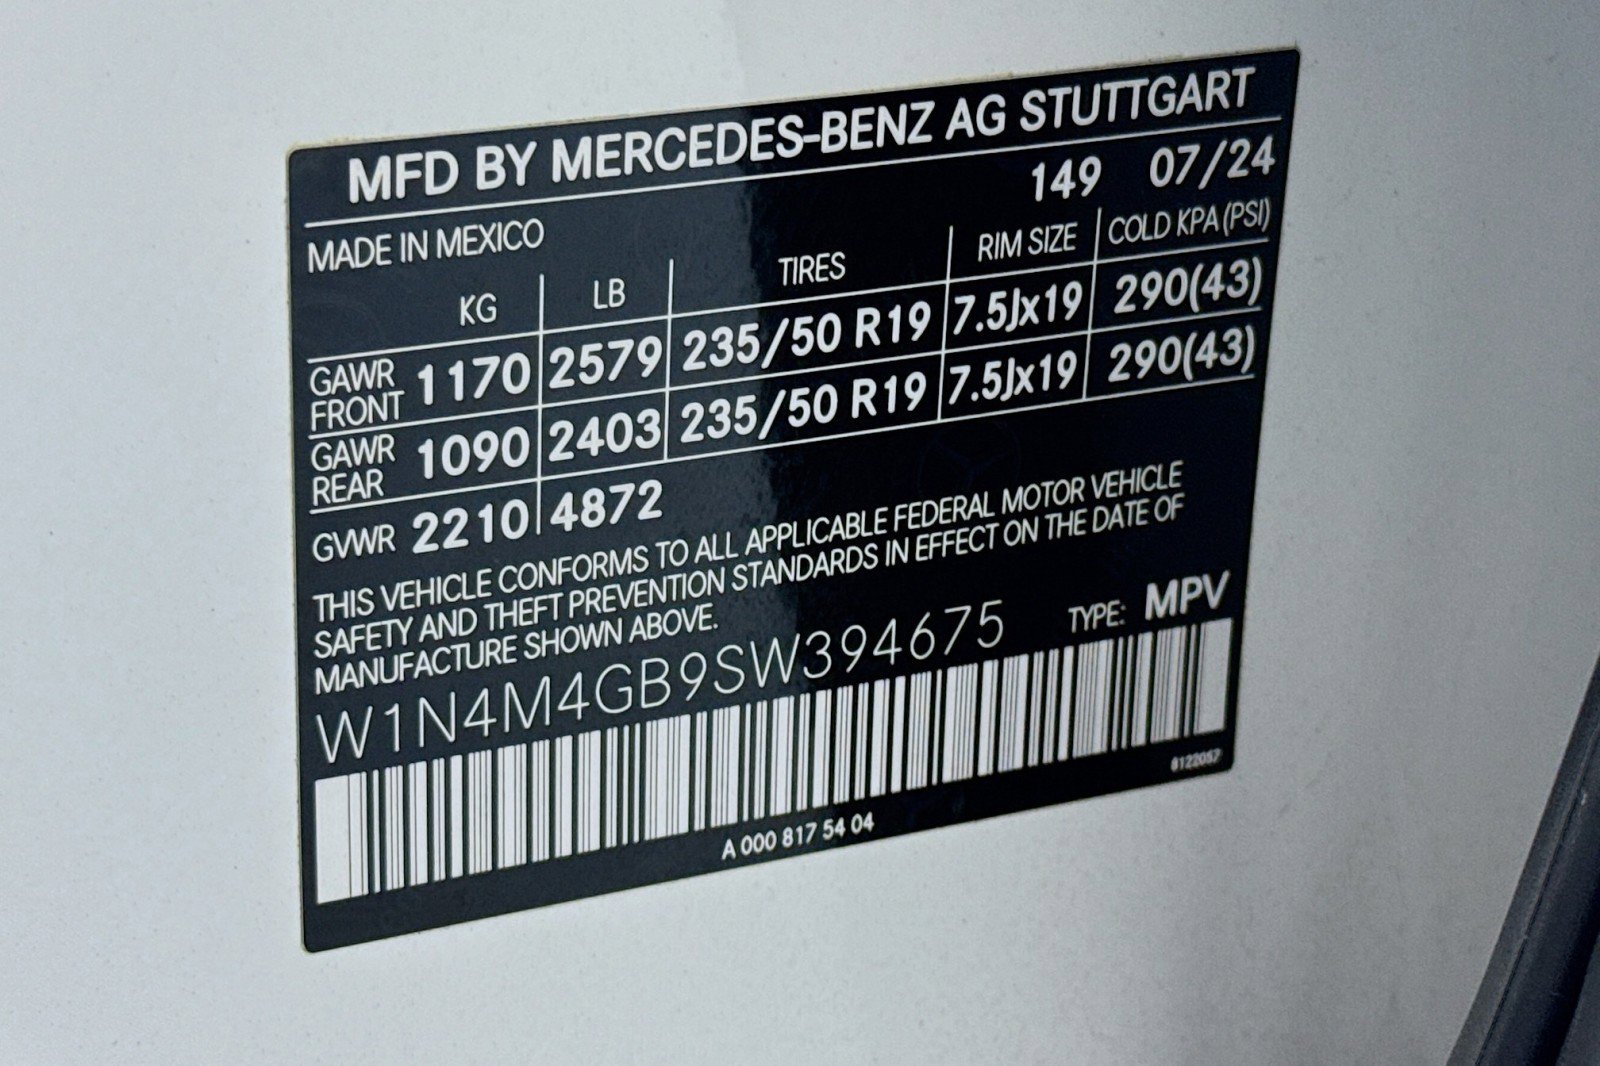 MFD BY MERCEDES-BENZ AG STUTTGART
149 07/24
MADE IN MEXICO
KG LB TIRES RIM SIZE COLD KPA (PSI)
GAWR FRONT 1170 2579 235/50 R19 7.5Jx19 290(43)
GAWR REAR 1090 2403 235/50 R19 7.5Jx19 290(43)
GVWR 2210 4872
THIS VEHICLE CONFORMS TO ALL APPLICABLE FEDERAL MOTOR VEHICLE
SAFETY AND THEFT PREVENTION STANDARDS IN EFFECT ON THE DATE OF
MANUFACTURE SHOWN ABOVE.
W1N4M4GB9SW394675 TYPE: MPV
A 000 817 54 04